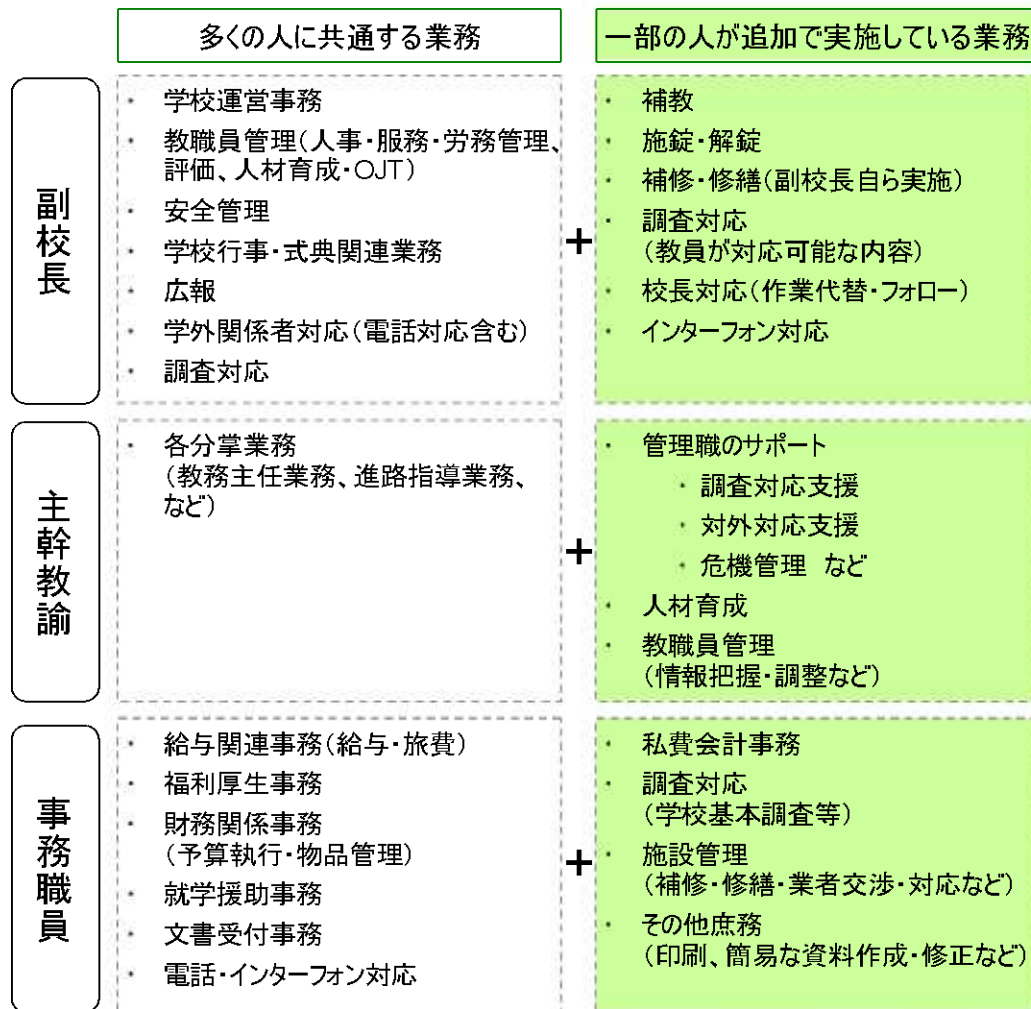 多くの人に共通する業務
一部の人が追加で実施している業務
副校長
・ 学校運営事務
・ 教職員管理(人事・服務・労務管理、
評価、人材育成・OJT)
・ 安全管理
・ 学校行事・式典関連業務
・ 広報
・ 学外関係者対応(電話対応含む)
・ 調査対応
+
・ 補教
・ 施錠・解錠
・ 補修・修繕(副校長自ら実施)
・ 調査対応
(教員が対応可能な内容)
・ 校長対応(作業代替・フォロー)
・ インターフォン対応
主幹教諭
・ 各分掌業務
(教務主任業務、進路指導業務、
など)
+
・ 管理職のサポート
・ 調査対応支援
・ 対外対応支援
・ 危機管理 など
・ 人材育成
・ 教職員管理
(情報把握・調整など)
事務職員
・ 給与関連事務(給与・旅費)
・ 福利厚生事務
・ 財務関係事務
(予算執行・物品管理)
・ 就学援助事務
・ 文書受付事務
・ 電話・インターフォン対応
+
・ 私費会計事務
・ 調査対応
(学校基本調査等)
・ 施設管理
(補修・修繕・業者交渉・対応など)
・ その他庶務
(印刷、簡易な資料作成・修正など)